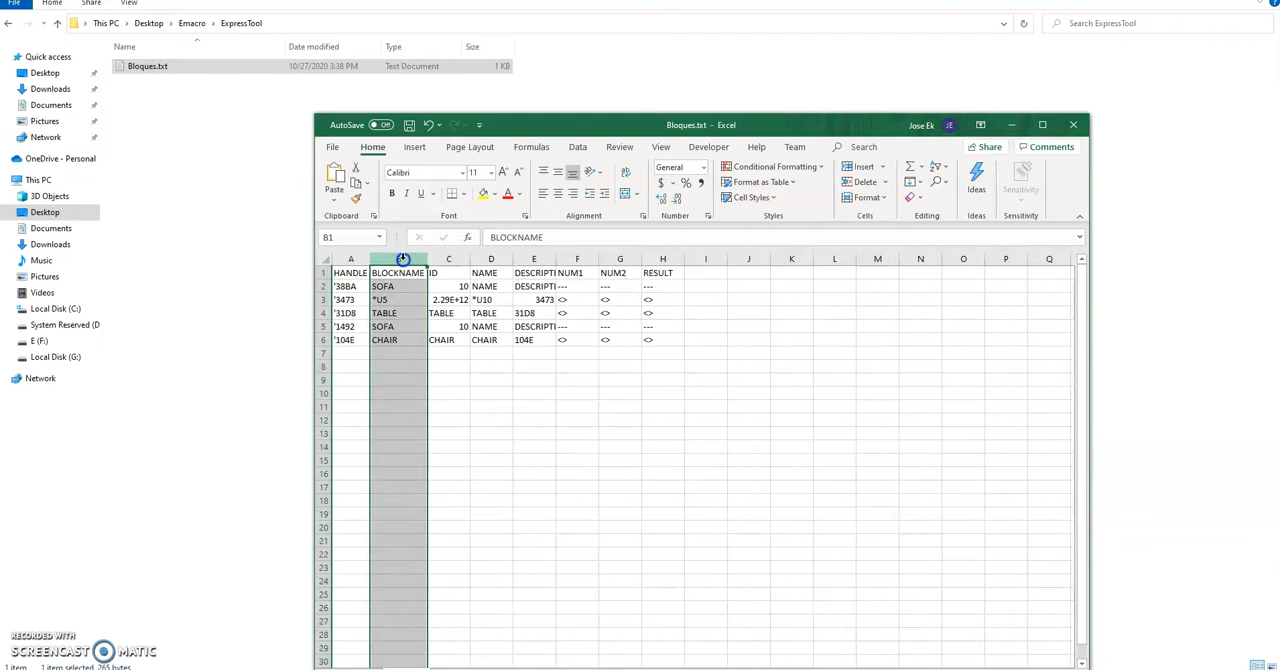 File Home Share View
This PC > Desktop > Emacro > ExpressTool
Search ExpressTool
Name Date modified Type Size
Bloques.txt 10/27/2020 3:38 PM Text Document 1 KB
Quick access
Desktop
Downloads
Documents
Pictures
Network
OneDrive - Personal
This PC
3D Objects
Desktop
Documents
Downloads
Music
Pictures
Videos
Local Disk (C:)
System Reserved (D
E (F:)
Local Disk (G:)
Network
AutoSave Off
Bloques.txt - Excel
Jose Ek JE
File Home Insert Page Layout Formulas Data Review View Developer Help Team Search Share Comments
Paste
Calibri 11
B I U
General
$ % ,
Conditional Formatting
Format as Table
Cell Styles
Insert
Delete
Format
Ideas
Sensitivity
Clipboard Font Alignment Number Styles Cells Editing Ideas Sensitivity
B1 fx BLOCKNAME
A C D E F G H I J K L M N O P Q
1 HANDLE BLOCKNAME ID NAME DESCRIPTI NUM1 NUM2 RESULT
2 '38BA SOFA 10 NAME DESCRIPTI --- --- ---
3 '3473 *U5 2.29E+12 *U10 3473 <> <> <>
4 '31D8 TABLE TABLE TABLE 31D8 <> <> <>
5 '1492 SOFA 10 NAME DESCRIPTI --- --- ---
6 '104E CHAIR CHAIR CHAIR 104E <> <> <>
7
8
9
10
11
12
13
14
15
16
17
18
19
20
21
22
23
24
25
26
27
28
29
30
RECORDED WITH
SCREENCAST MATIC
1 item 1 item selected 265 bytes